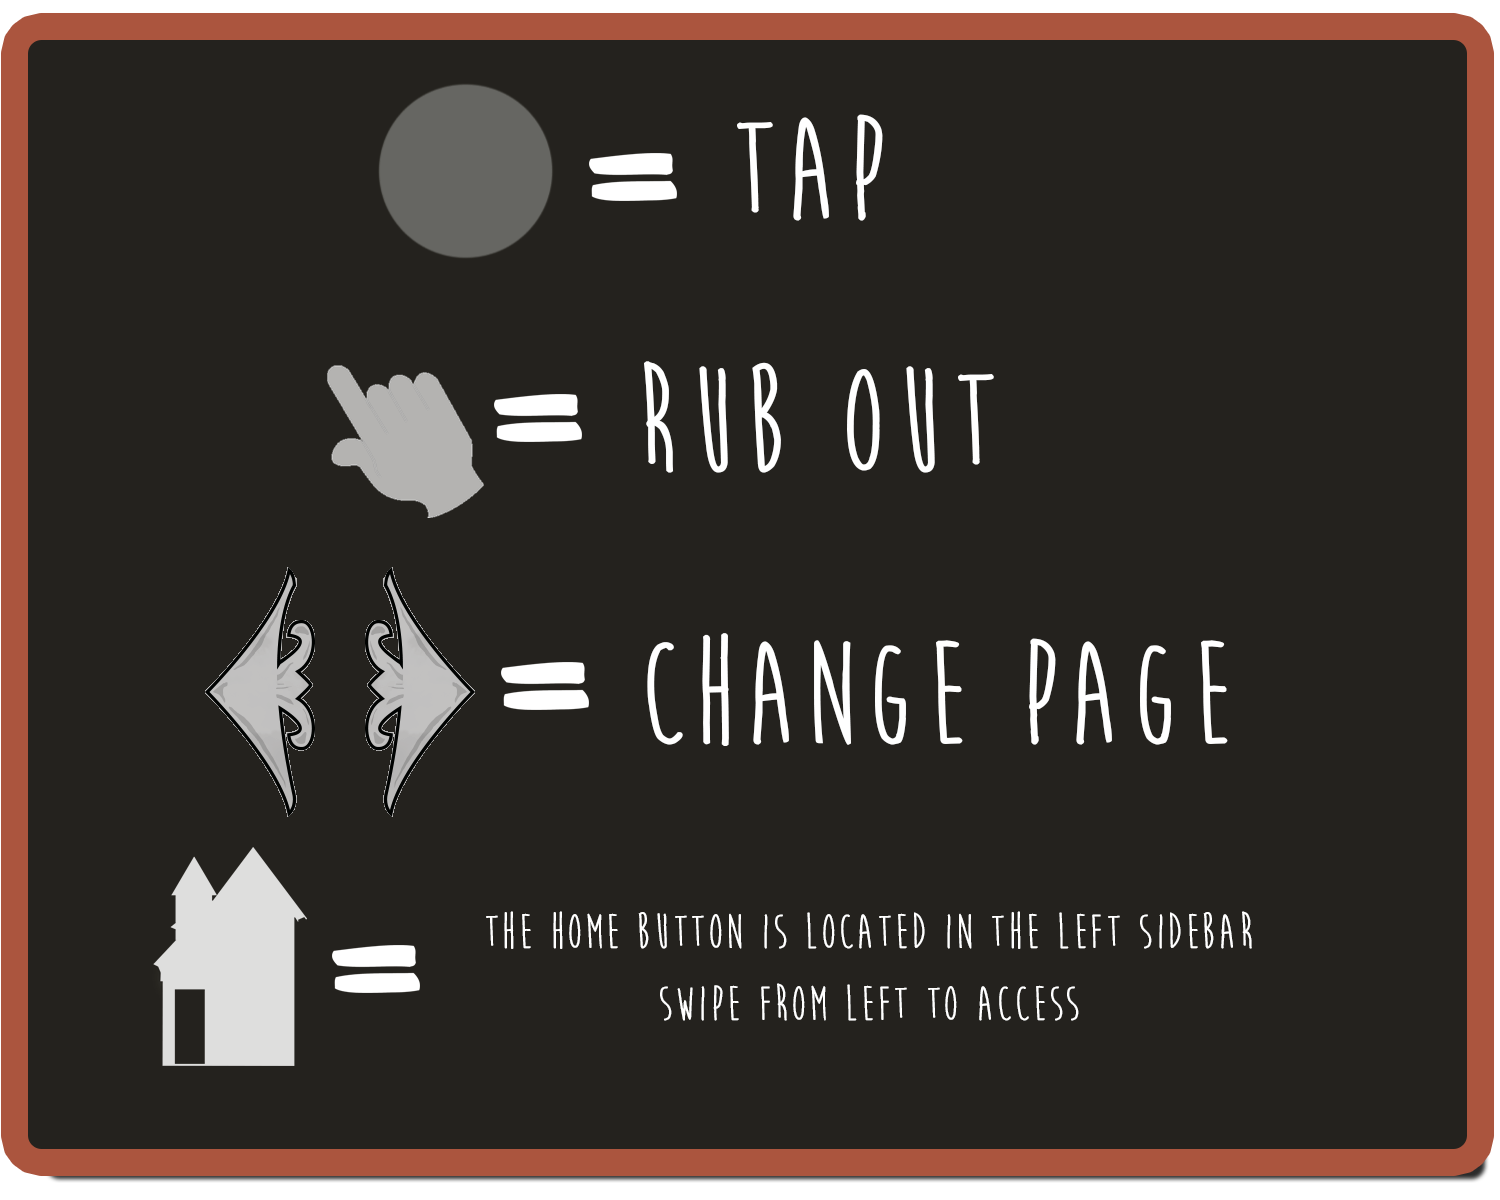 = TAP
= RUB OUT
= CHANGE PAGE
= THE HOME BUTTON IS LOCATED IN THE LEFT SIDEBAR
SWIPE FROM LEFT TO ACCESS